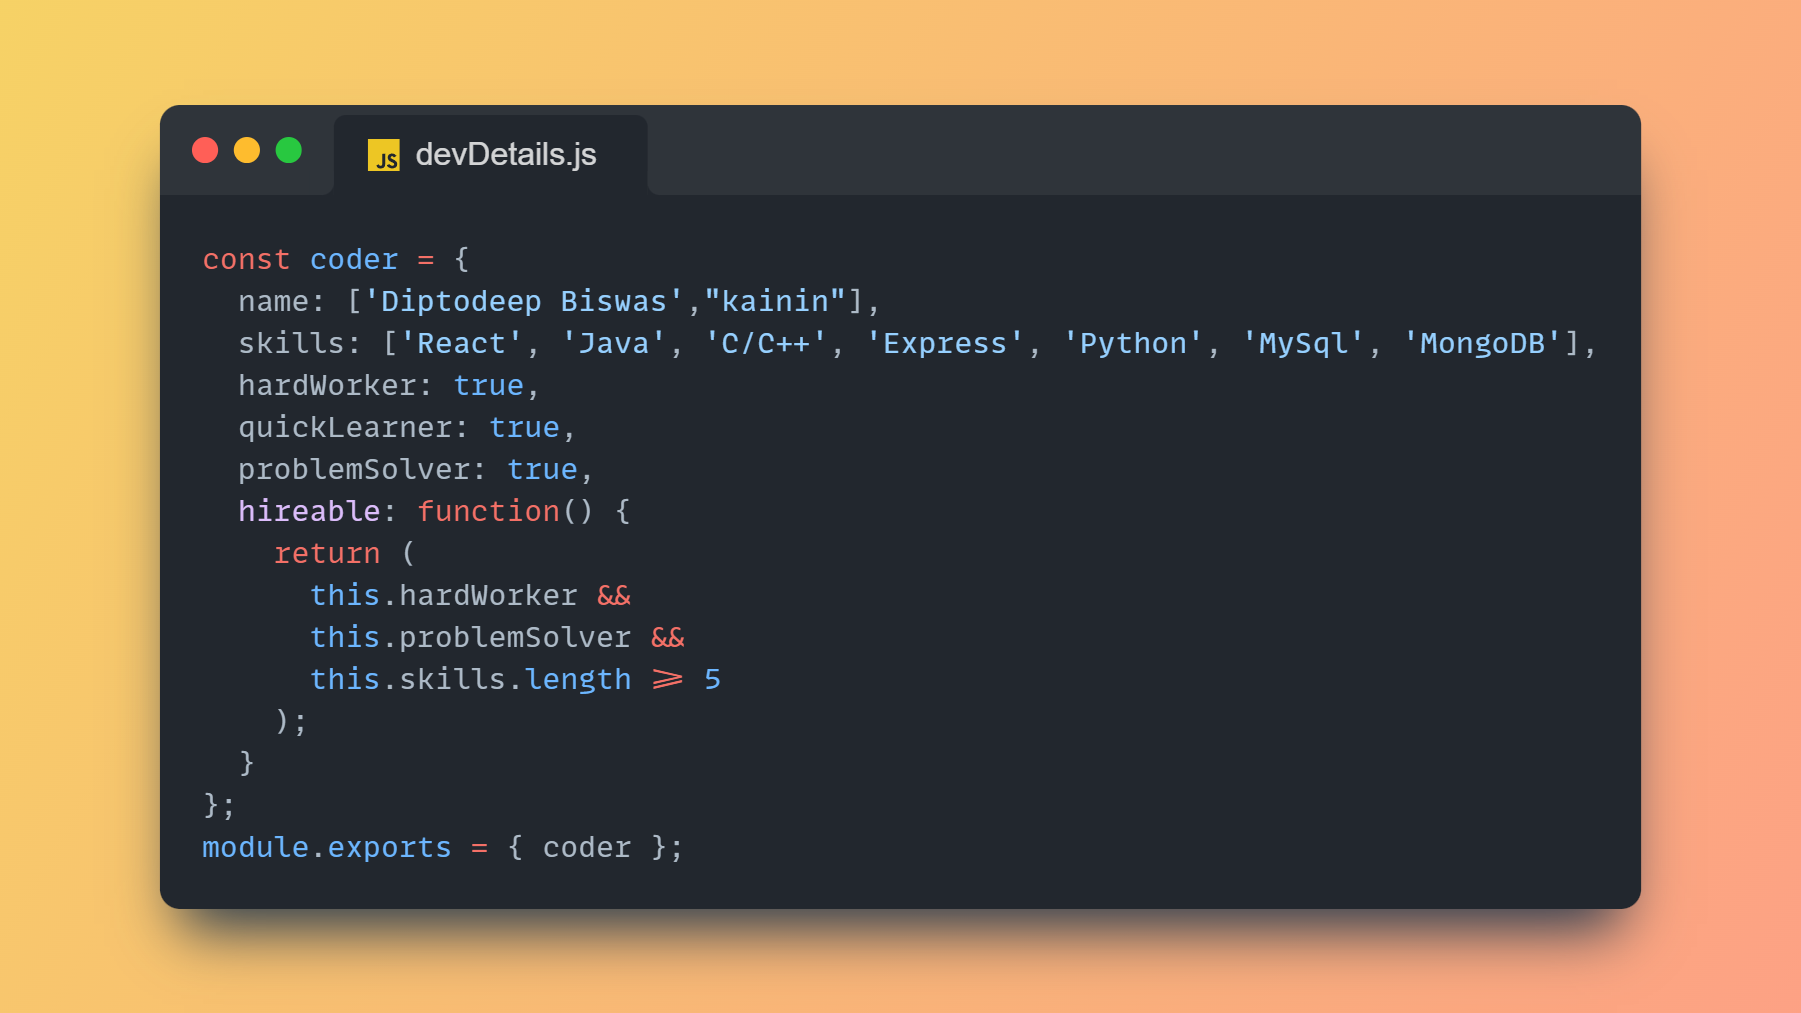 JS devDetails.js
const coder = {
  name: ['Diptodeep Biswas',"kainin"],
  skills: ['React', 'Java', 'C/C++', 'Express', 'Python', 'MySql', 'MongoDB'],
  hardWorker: true,
  quickLearner: true,
  problemSolver: true,
  hireable: function() {
    return (
      this.hardWorker &&
      this.problemSolver &&
      this.skills.length >= 5
    );
  }
};
module.exports = { coder };